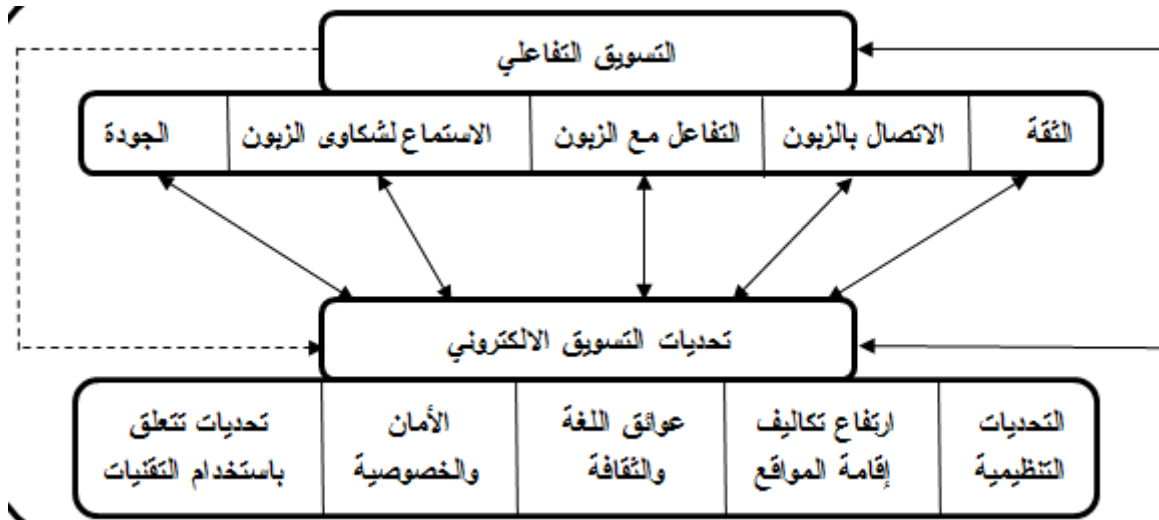 التسويق التفاعلي
الثقة
الاتصال بالزبون
التفاعل مع الزبون
الاستماع لشكاوى الزبون
الجودة
تحديات التسويق الالكتروني
التحديات
التنظيمية
ارتفاع تكاليف
إقامة المواقع
عوائق اللغة
والثقافة
الأمان
والخصوصية
تحديات تتعلق
باستخدام التقنيات